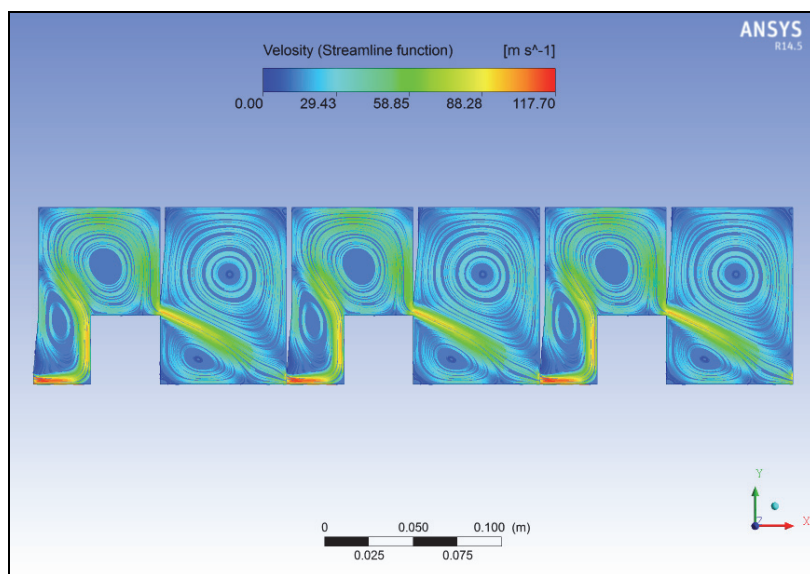 ANSYS
R14.5
Velosity (Streamline function) [m s^-1]
0.00 29.43 58.85 88.28 117.70
Y
X
0 0.050 0.100 (m)
0.025 0.075